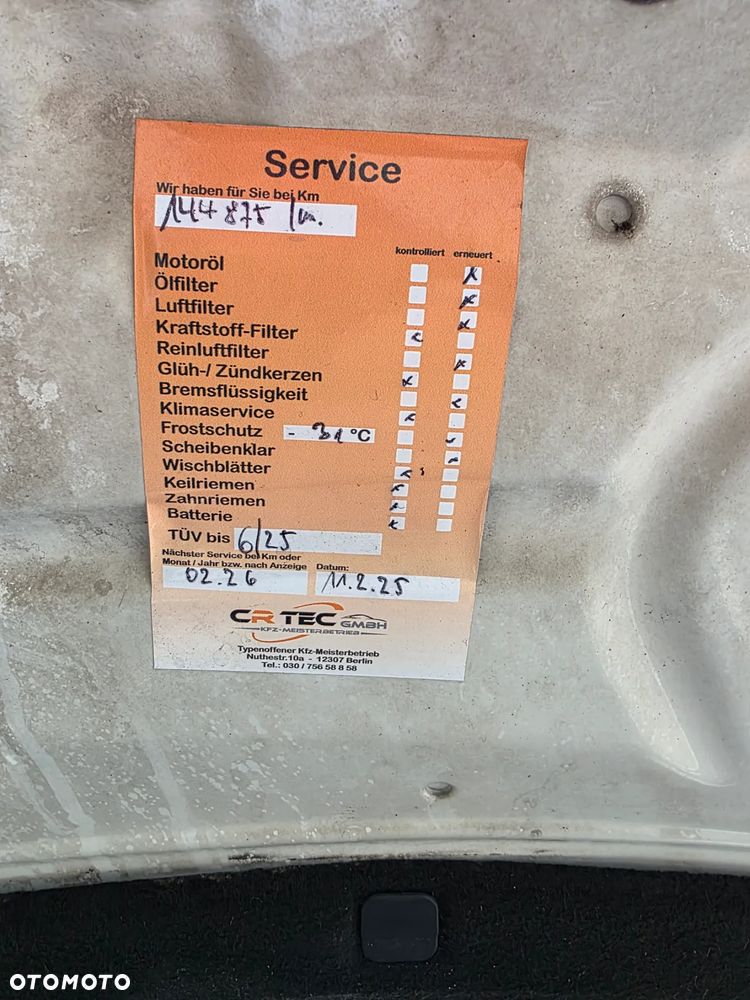 Service
Wir haben für Sie bei Km
144 875 km.
kontrolliert erneuert
Motoröl
Ölfilter
Luftfilter
Kraftstoff-Filter
Reinluftfilter
Glüh-/ Zündkerzen
Bremsflüssigkeit
Klimaservice
Frostschutz - 31 °C
Scheibenklar
Wischblätter
Keilriemen
Zahnriemen
Batterie
TÜV bis 6/25
Nächster Service bei Km oder
Monat / Jahr bzw. nach Anzeige Datum:
02.26 11.2.25
CR TEC GMBH
KFZ-MEISTERBETRIEB
Typenoffener Kfz-Meisterbetrieb
Nuthestr.10a - 12307 Berlin
Tel.: 030 / 756 58 8 58
OTOMOTO